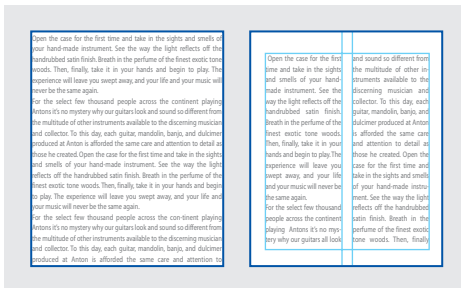 Open the case for the first time and take in the sights and smells of
your hand-made instrument. See the way the light reflects off the
handrubbed satin finish. Breath in the perfume of the finest exotic tone
woods. Then, finally, take it in your hands and begin to play. The
experience will leave you swept away, and your life and your music will
never be the same again.
For the select few thousand people across the continent playing
Antons it's no mystery why our guitars look and sound so different from
the multitude of other instruments available to the discerning musician
and collector. To this day, each guitar, mandolin, banjo, and dulcimer
produced at Anton is afforded the same care and attention to detail as
those he created. Open the case for the first time and take in the sights
and smells of your hand-made instrument. See the way the light
reflects off the handrubbed satin finish. Breath in the perfume of the
finest exotic tone woods. Then, finally, take it in your hands and begin
to play. The experience will leave you swept away, and your life and
your music will never be the same again.
For the select few thousand people across the con-tinent playing
Antons it's no mystery why our guitars look and sound so different from
the multitude of other instruments available to the discerning musician
and collector. To this day, each guitar, mandolin, banjo, and dulcimer
produced at Anton is afforded the same care and attention to
Open the case for the first
time and take in the sights
and smells of your hand-
made instrument. See the
way the light reflects off the
handrubbed satin finish.
Breath in the perfume of the
finest exotic tone woods.
Then, finally, take it in your
hands and begin to play. The
experience will leave you
swept away, and your life
and your music will never be
the same again.
For the select few thousand
people across the continent
playing Antons it's no mys-
tery why our guitars all look
and sound so different from
the multitude of other in-
struments available to the
discerning musician and
collector. To this day, each
guitar, mandolin, banjo, and
dulcimer produced at Anton
is afforded the same care
and attention to detail as
those he created. Open the
case for the first time and
take in the sights and smells
of your hand-made instru-
ment. See the way the light
reflects off the handrubbed
satin finish. Breath in the
perfume of the finest exotic
tone woods. Then, finally